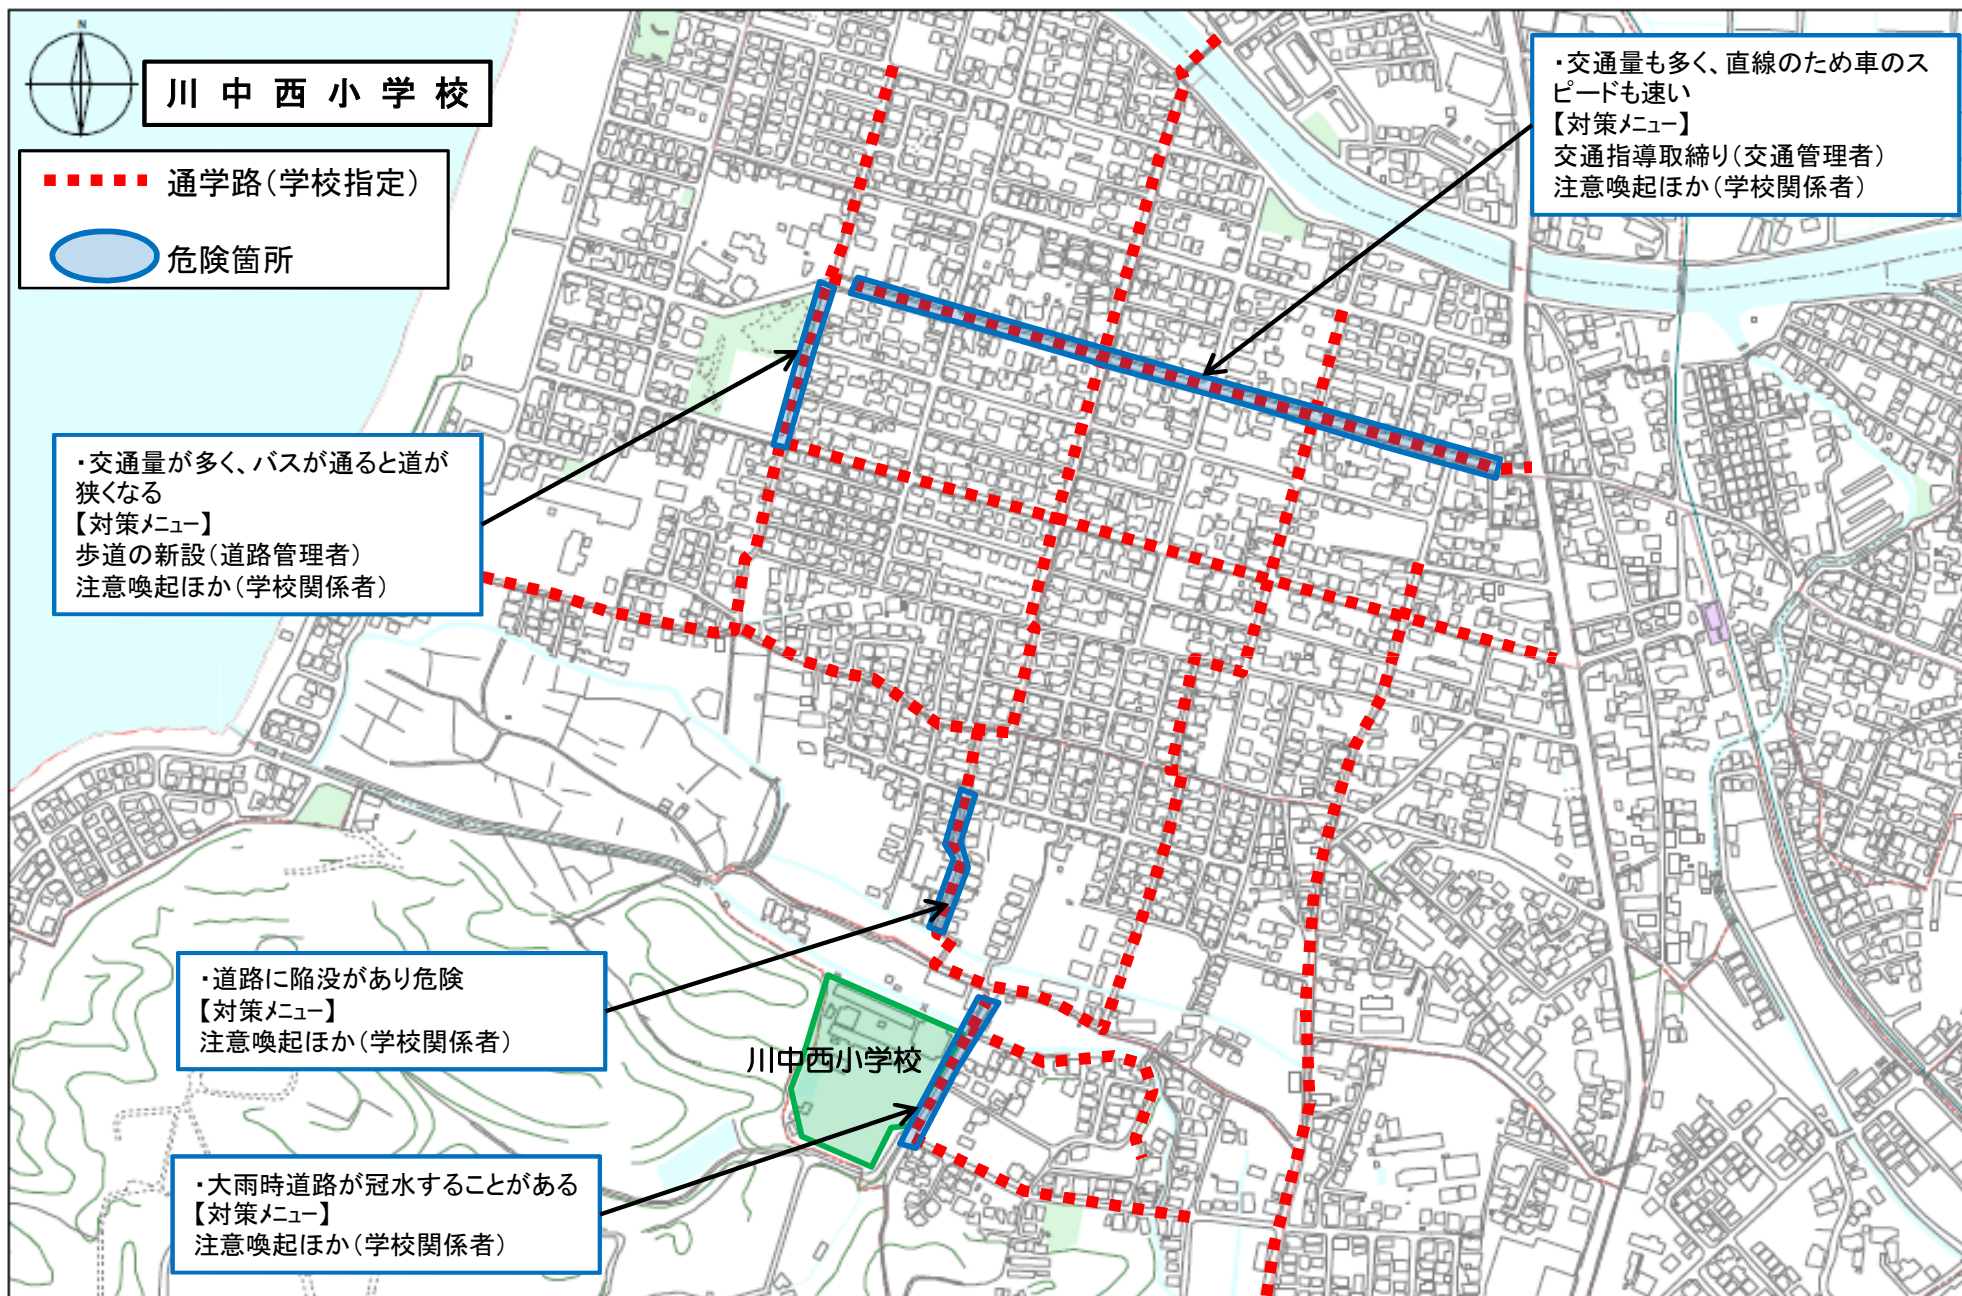 N
川中西小学校
通学路（学校指定）
危険箇所
・交通量も多く、直線のため車のス
ピードも速い
【対策メニュー】
交通指導取締り（交通管理者）
注意喚起ほか（学校関係者）
・交通量が多く、バスが通ると道が
狭くなる
【対策メニュー】
歩道の新設（道路管理者）
注意喚起ほか（学校関係者）
・道路に陥没があり危険
【対策メニュー】
注意喚起ほか（学校関係者）
川中西小学校
・大雨時道路が冠水することがある
【対策メニュー】
注意喚起ほか（学校関係者）